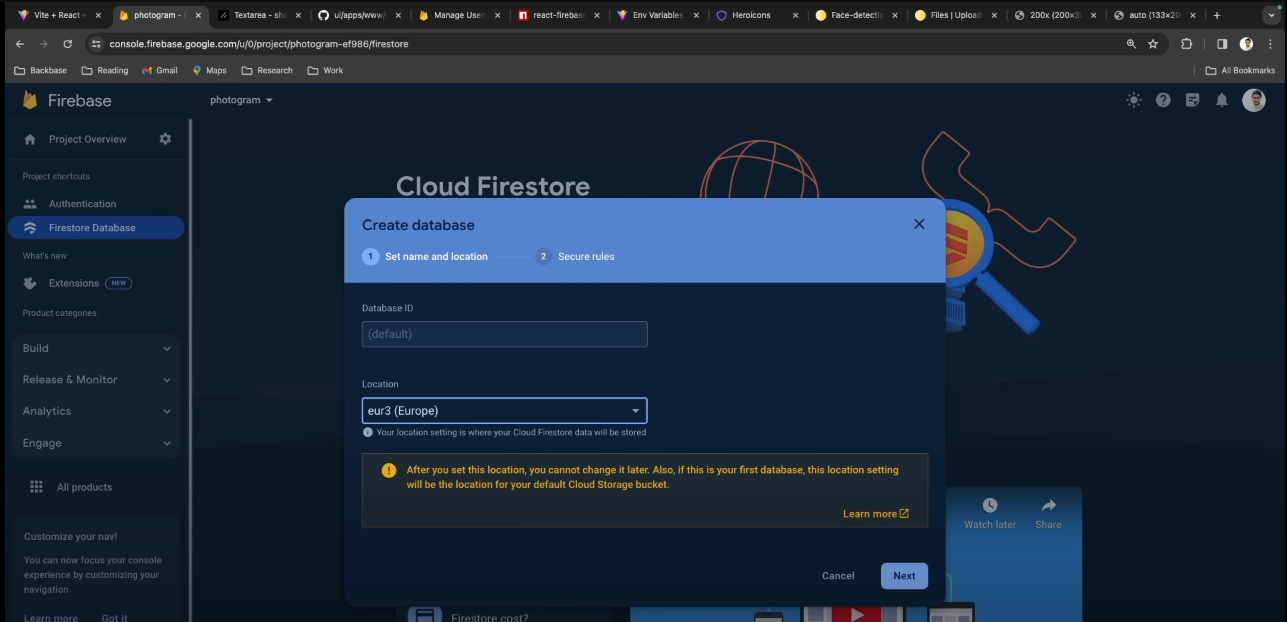 Vite + React +
photogram - C
Textarea - sha
ui/apps/www/
Manage Users
react-firebase
Env Variables
Heroicons
Face-detectio
Files | Upload
200x (200×30
auto (133×20
console.firebase.google.com/u/0/project/photogram-ef986/firestore
Backbase
Reading
Gmail
Maps
Research
Work
All Bookmarks
Firebase
photogram
Project Overview
Project shortcuts
Authentication
Firestore Database
What's new
Extensions NEW
Product categories
Build
Release & Monitor
Analytics
Engage
All products
Customize your nav!
You can now focus your console
experience by customizing your
navigation
Learn more Got it
Cloud Firestore
Create database
1 Set name and location
2 Secure rules
Database ID
(default)
Location
eur3 (Europe)
Your location setting is where your Cloud Firestore data will be stored
After you set this location, you cannot change it later. Also, if this is your first database, this location setting
will be the location for your default Cloud Storage bucket.
Learn more
Cancel
Next
Watch later
Share
Firestore cost?